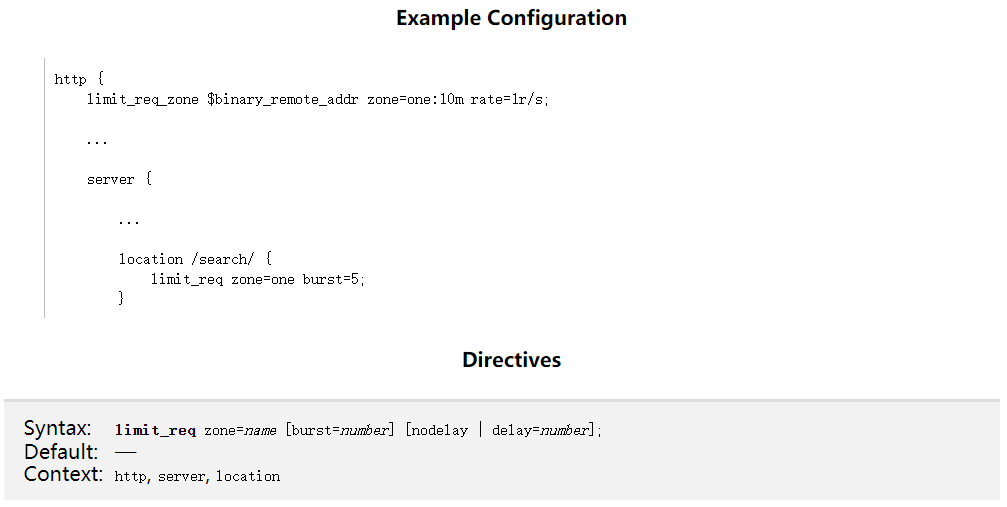 Example Configuration
http {
    limit_req_zone $binary_remote_addr zone=one:10m rate=1r/s;
    ...
    server {
        ...
        location /search/ {
            limit_req zone=one burst=5;
        }
Directives
Syntax: limit_req zone=name [burst=number] [nodelay | delay=number];
Default: —
Context: http, server, location